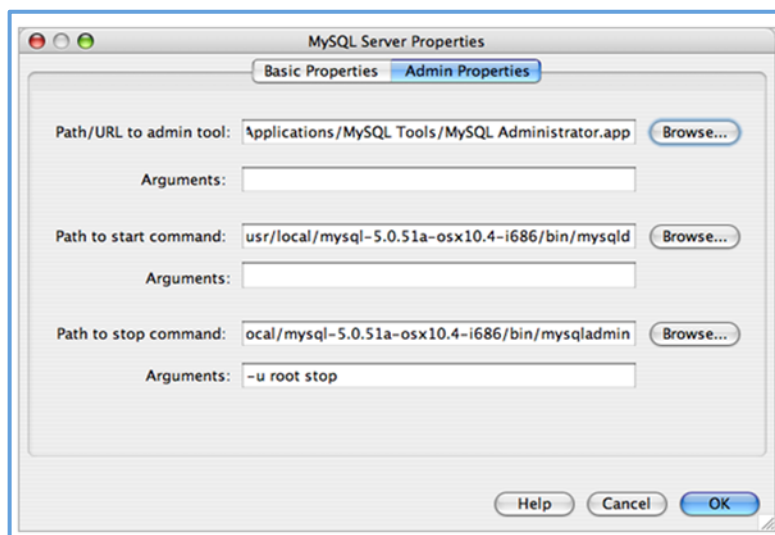 MySQL Server Properties
Basic Properties Admin Properties
Path/URL to admin tool: Applications/MySQL Tools/MySQL Administrator.app Browse...
Arguments:
Path to start command: usr/local/mysql-5.0.51a-osx10.4-i686/bin/mysqld Browse...
Arguments:
Path to stop command: ocal/mysql-5.0.51a-osx10.4-i686/bin/mysqladmin Browse...
Arguments: -u root stop
Help Cancel OK